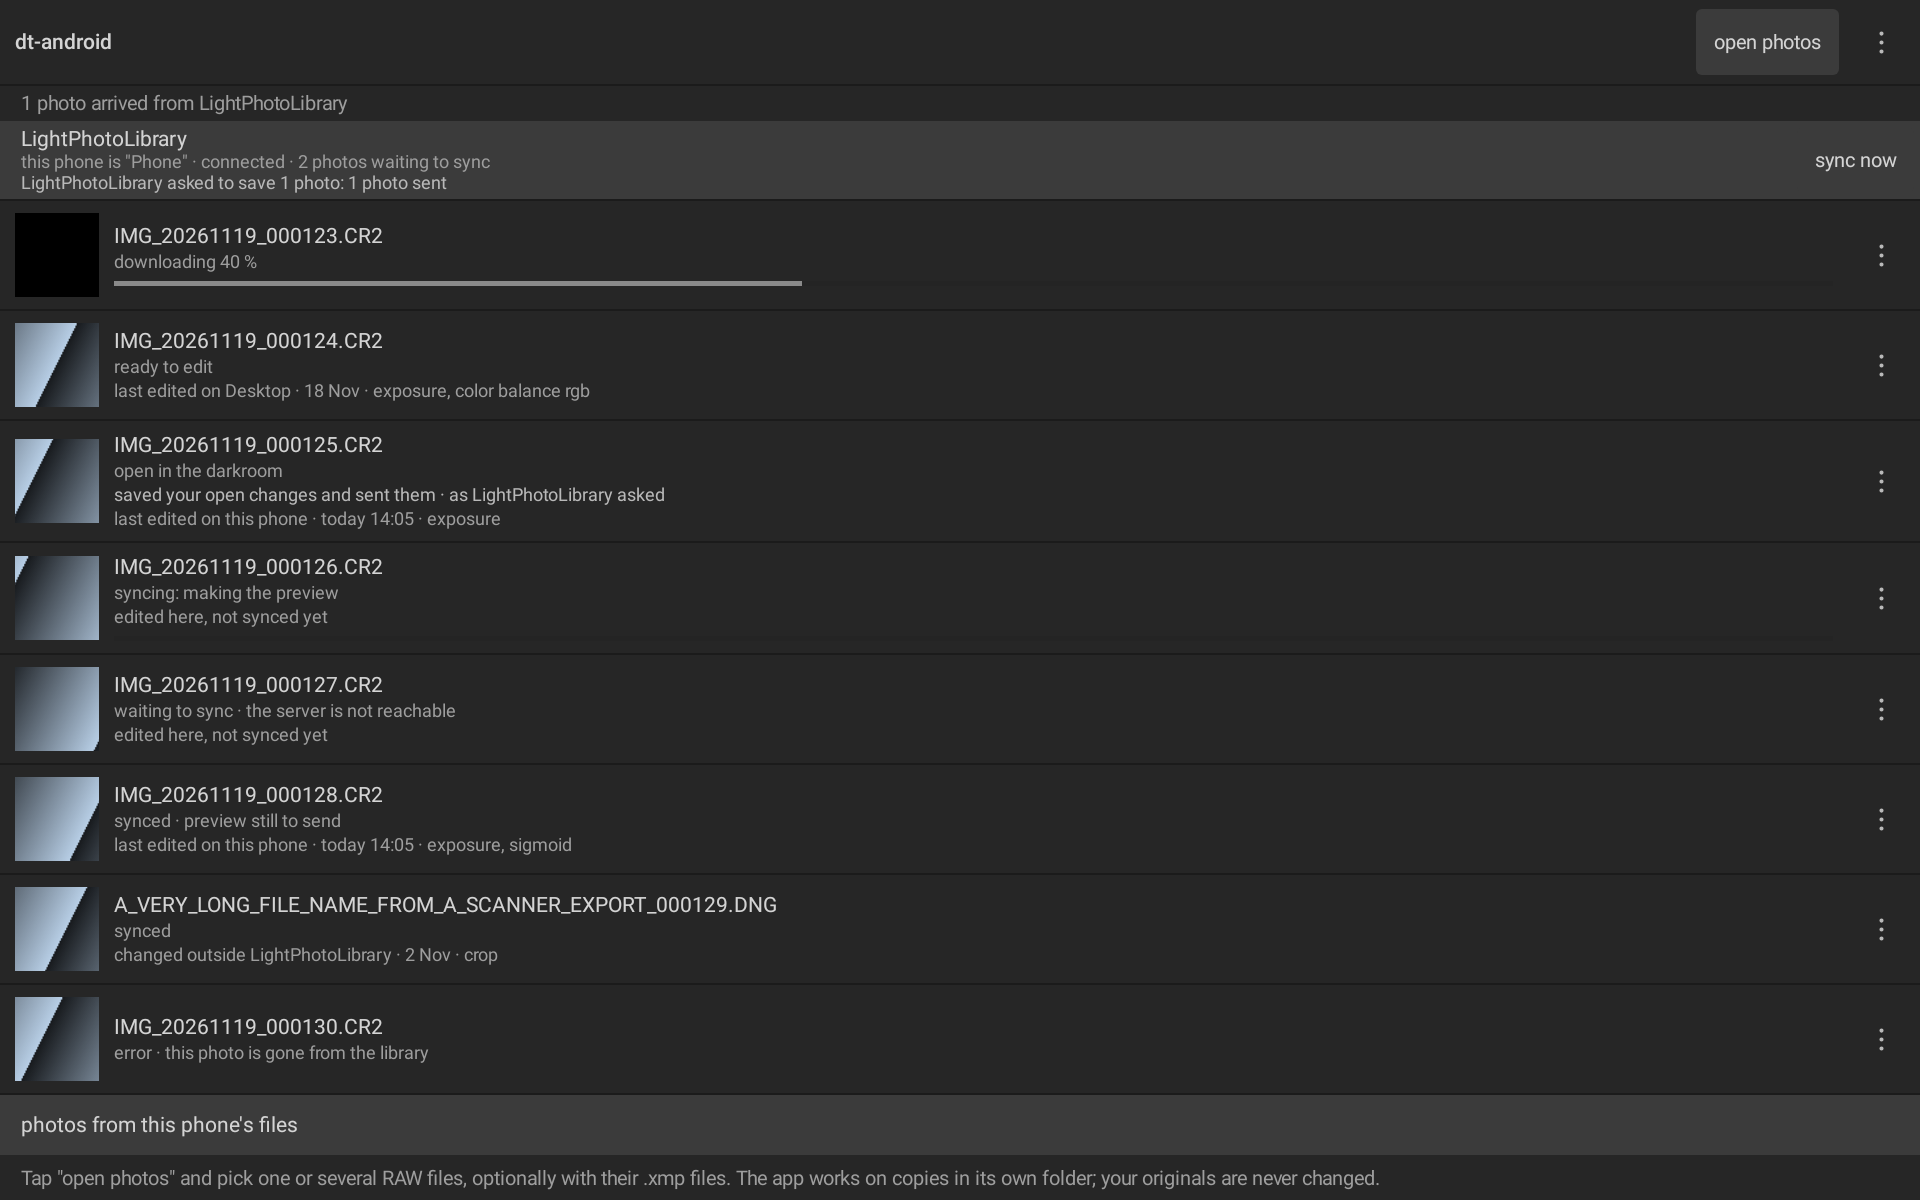 dt-android
open photos
1 photo arrived from LightPhotoLibrary
LightPhotoLibrary
this phone is "Phone" · connected · 2 photos waiting to sync
LightPhotoLibrary asked to save 1 photo: 1 photo sent
sync now
IMG_20261119_000123.CR2
downloading 40 %
IMG_20261119_000124.CR2
ready to edit
last edited on Desktop · 18 Nov · exposure, color balance rgb
IMG_20261119_000125.CR2
open in the darkroom
saved your open changes and sent them · as LightPhotoLibrary asked
last edited on this phone · today 14:05 · exposure
IMG_20261119_000126.CR2
syncing: making the preview
edited here, not synced yet
IMG_20261119_000127.CR2
waiting to sync · the server is not reachable
edited here, not synced yet
IMG_20261119_000128.CR2
synced · preview still to send
last edited on this phone · today 14:05 · exposure, sigmoid
A_VERY_LONG_FILE_NAME_FROM_A_SCANNER_EXPORT_000129.DNG
synced
changed outside LightPhotoLibrary · 2 Nov · crop
IMG_20261119_000130.CR2
error · this photo is gone from the library
photos from this phone's files
Tap "open photos" and pick one or several RAW files, optionally with their .xmp files. The app works on copies in its own folder; your originals are never changed.